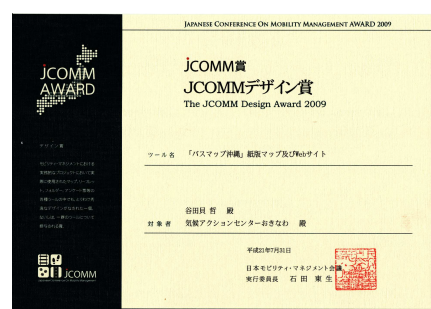 JAPANESE CONFERENCE ON MOBILITY MANAGEMENT AWARD 2009
JCOMM
AWARD
JCOMM賞
JCOMMデザイン賞
The JCOMM Design Award 2009
デザイン賞
ツール名 「バスマップ沖縄」紙版マップ及びWebサイト
谷田貝 哲 殿
対象者 気候アクションセンターおきなわ 殿
平成21年7月31日
日本モビリティ・マネジメント会議
実行委員長 石田 東生
JCOMM